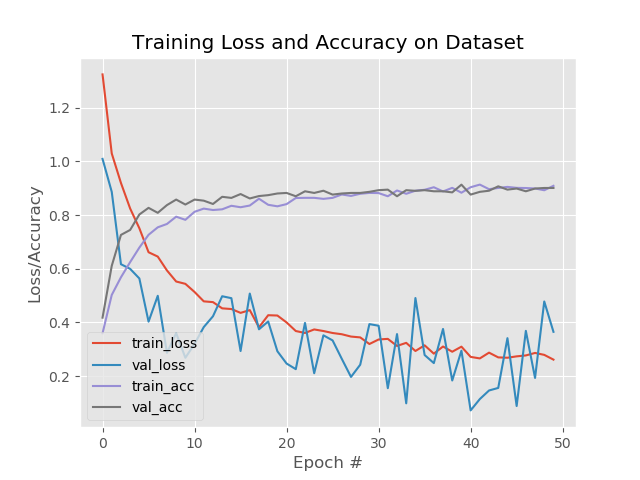 Training Loss and Accuracy on Dataset
Loss/Accuracy
1.2
1.0
0.8
0.6
0.4
0.2
train_loss
val_loss
train_acc
val_acc
0 10 20 30 40 50
Epoch #